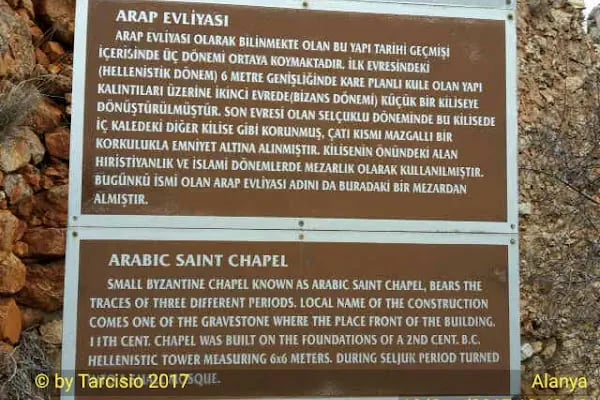 ARAP EVLİYASI
ARAP EVLİYASI OLARAK BİLİNMEKTE OLAN BU YAPI TARİHİ GEÇMİŞİ
İÇERİSİNDE ÜÇ DÖNEMİ ORTAYA KOYMAKTADIR. İLK EVRESİNDEKİ
(HELLENİSTİK DÖNEM) 6 METRE GENİŞLİĞİNDE KARE PLANLI KULE OLAN YAPI
KALINTILARI ÜZERİNE İKİNCİ EVREDE(BİZANS DÖNEMİ) KÜÇÜK BİR KİLİSEYE
DÖNÜŞTÜRÜLMÜŞTÜR. SON EVRESİ OLAN SELÇUKLU DÖNEMİNDE BU KİLİSEDE
İÇ KALEDEKİ DİĞER KİLİSE GİBİ KORUNMUŞ, ÇATI KISMI MAZGALLI BİR
KORKULUKLA EMNİYET ALTINA ALINMIŞTIR. KİLİSENİN ÖNÜNDEKİ ALAN
HIRİSTİYANLIK VE İSLAMİ DÖNEMLERDE MEZARLIK OLARAK KULLANILMIŞTIR.
BUGÜNKÜ İSMİ OLAN ARAP EVLİYASI ADINI DA BURADAKİ BİR MEZARDAN
ALMIŞTIR.
ARABIC SAINT CHAPEL
SMALL BYZANTINE CHAPEL KNOWN AS ARABIC SAINT CHAPEL, BEARS THE
TRACES OF THREE DIFFERENT PERIODS. LOCAL NAME OF THE CONSTRUCTION
COMES ONE OF THE GRAVESTONE WHERE THE PLACE FRONT OF THE BUILDING.
11TH CENT. CHAPEL WAS BUILT ON THE FOUNDATIONS OF A 2ND CENT. B.C.
HELLENISTIC TOWER MEASURING 6x6 METERS. DURING SELJUK PERIOD TURNED
MOSQUE.
© by Tarcisio 2017
Alanya